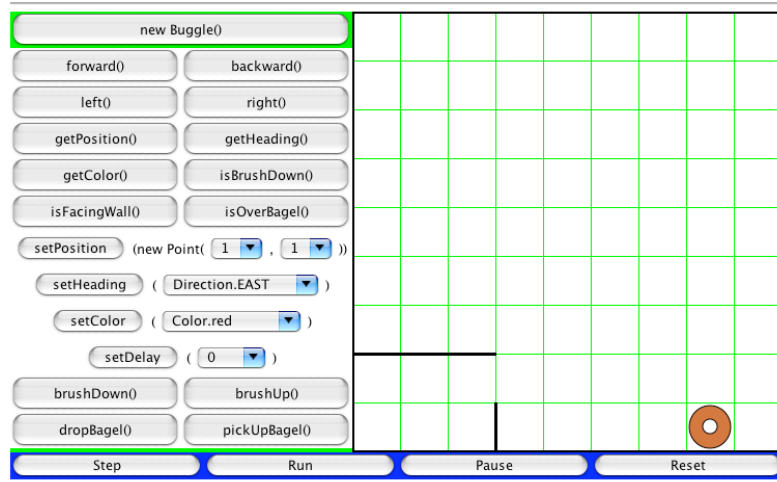 new Buggle()
forward() backward()
left() right()
getPosition() getHeading()
getColor() isBrushDown()
isFacingWall() isOverBagel()
setPosition (new Point( 1 , 1 ))
setHeading ( Direction.EAST )
setColor ( Color.red )
setDelay ( 0 )
brushDown() brushUp()
dropBagel() pickUpBagel()
Step Run Pause Reset